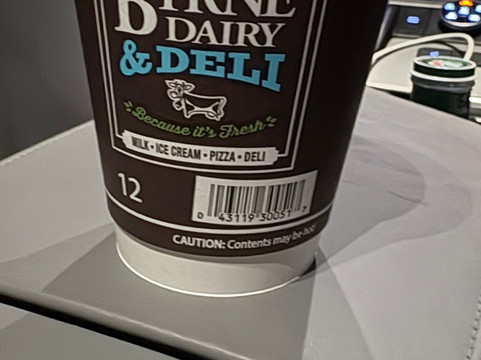 BYRNE
DAIRY
& DELI
Because it's Fresh
MILK • ICE CREAM • PIZZA • DELI
12
0 43119 30051 7
CAUTION: Contents may be hot